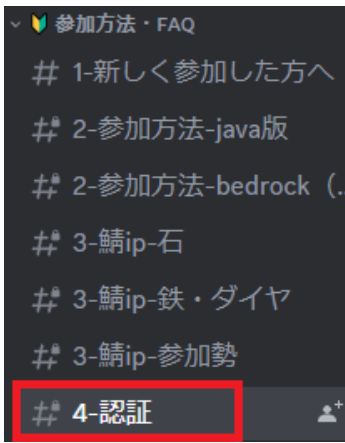 参加方法・FAQ
1-新しく参加した方へ
2-参加方法-java版
2-参加方法-bedrock（...
3-鯖ip-石
3-鯖ip-鉄・ダイヤ
3-鯖ip-参加勢
4-認証